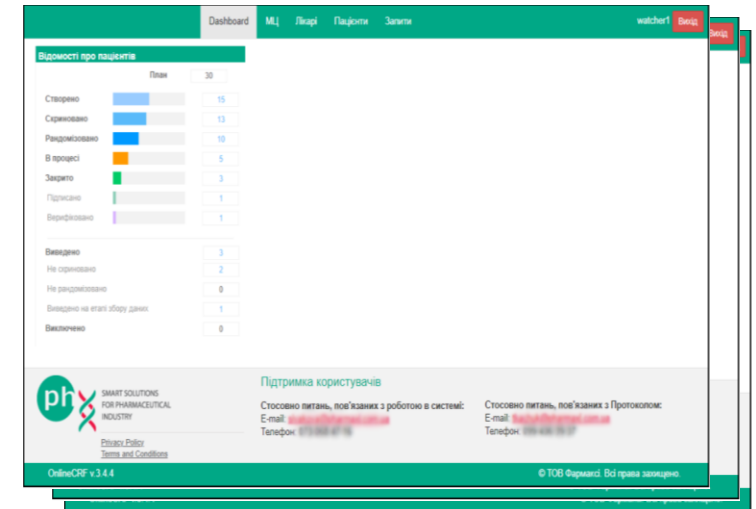 Dashboard МЦ Лікарі Пацієнти Запити watcher1 Вихід
Вихід
Відомості про пацієнтів
План 30
Створено 15
Скриновано 13
Рандомізовано 10
В процесі 5
Закрито 3
Підписано 1
Верифіковано 1
Виведено 3
Не скриновано 2
Не рандомізовано 0
Виведено на етапі збору даних 1
Виключено 0
ph
SMART SOLUTIONS
FOR PHARMACEUTICAL
INDUSTRY
Privacy Policy
Terms and Conditions
Підтримка користувачів
Стосовно питань, пов'язаних з роботою в системі:
E-mail:
Телефон:
Стосовно питань, пов'язаних з Протоколом:
E-mail:
Телефон:
OnlineCRF v.3.4.4 © ТОВ Фармаксі. Всі права захищено.